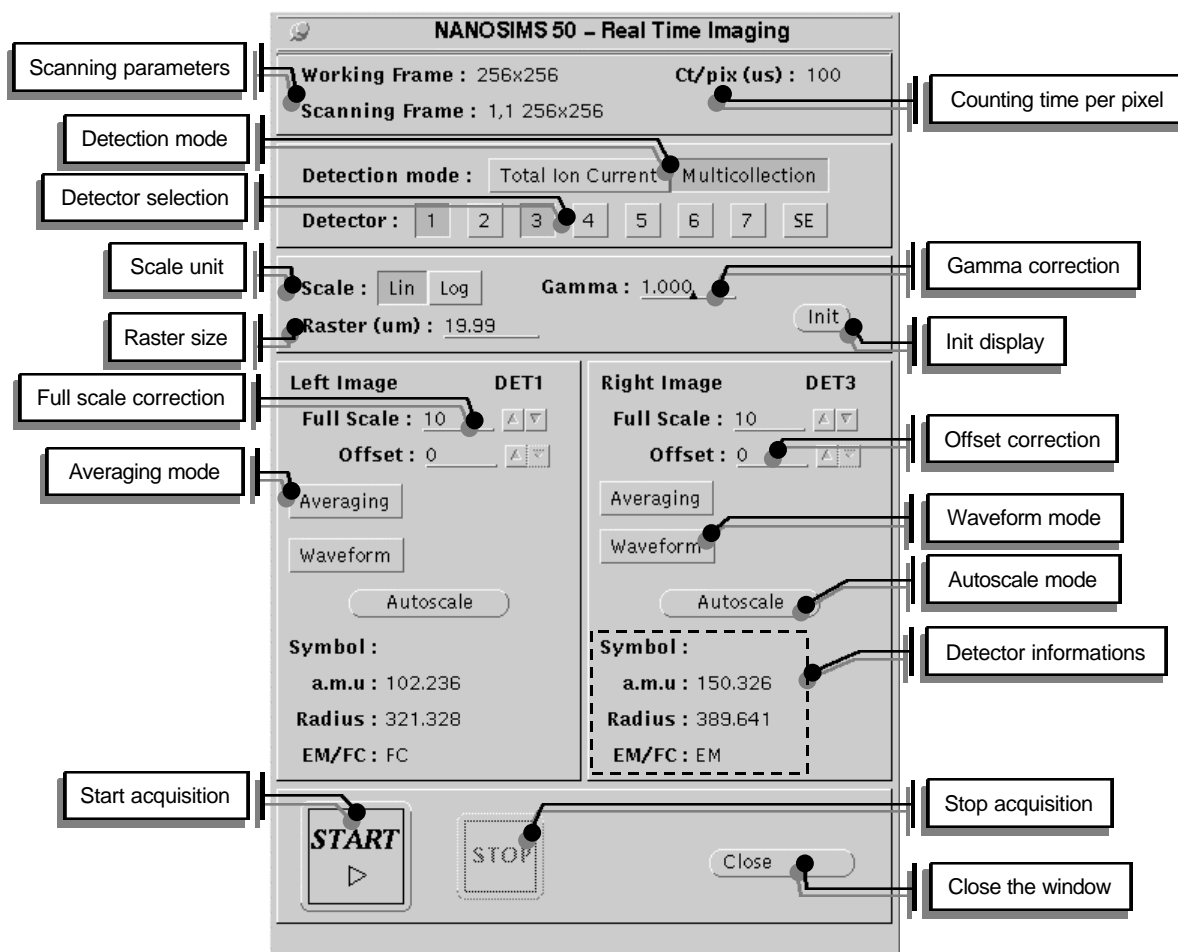 NANOSIMS 50 – Real Time Imaging
Scanning parameters
Working Frame : 256x256 Ct/pix (us) : 100
Scanning Frame : 1,1 256x256
Counting time per pixel
Detection mode
Detection mode : Total Ion Current Multicollection
Detector selection
Detector : 1 2 3 4 5 6 7 SE
Scale unit
Scale : Lin Log Gamma : 1.000
Gamma correction
Raster size
Raster (um) : 19.99
Init
Init display
Left Image DET1
Right Image DET3
Full scale correction
Full Scale : 10
Full Scale : 10
Offset : 0
Offset : 0
Offset correction
Averaging mode
Averaging
Averaging
Waveform mode
Waveform
Waveform
Autoscale mode
Autoscale
Autoscale
Symbol :
a.m.u : 102.236
Radius : 321.328
EM/FC : FC
Symbol :
a.m.u : 150.326
Radius : 389.641
EM/FC : EM
Detector informations
Start acquisition
START
STOP
Stop acquisition
Close
Close the window